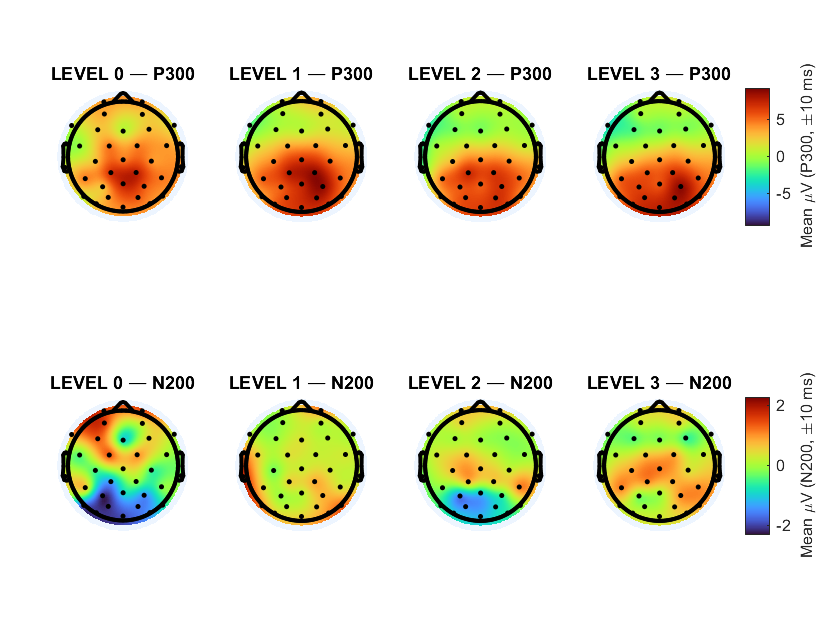 LEVEL 0 — P300
LEVEL 1 — P300
LEVEL 2 — P300
LEVEL 3 — P300
5
0
-5
Mean μV (P300, ±10 ms)
LEVEL 0 — N200
LEVEL 1 — N200
LEVEL 2 — N200
LEVEL 3 — N200
2
0
-2
Mean μV (N200, ±10 ms)